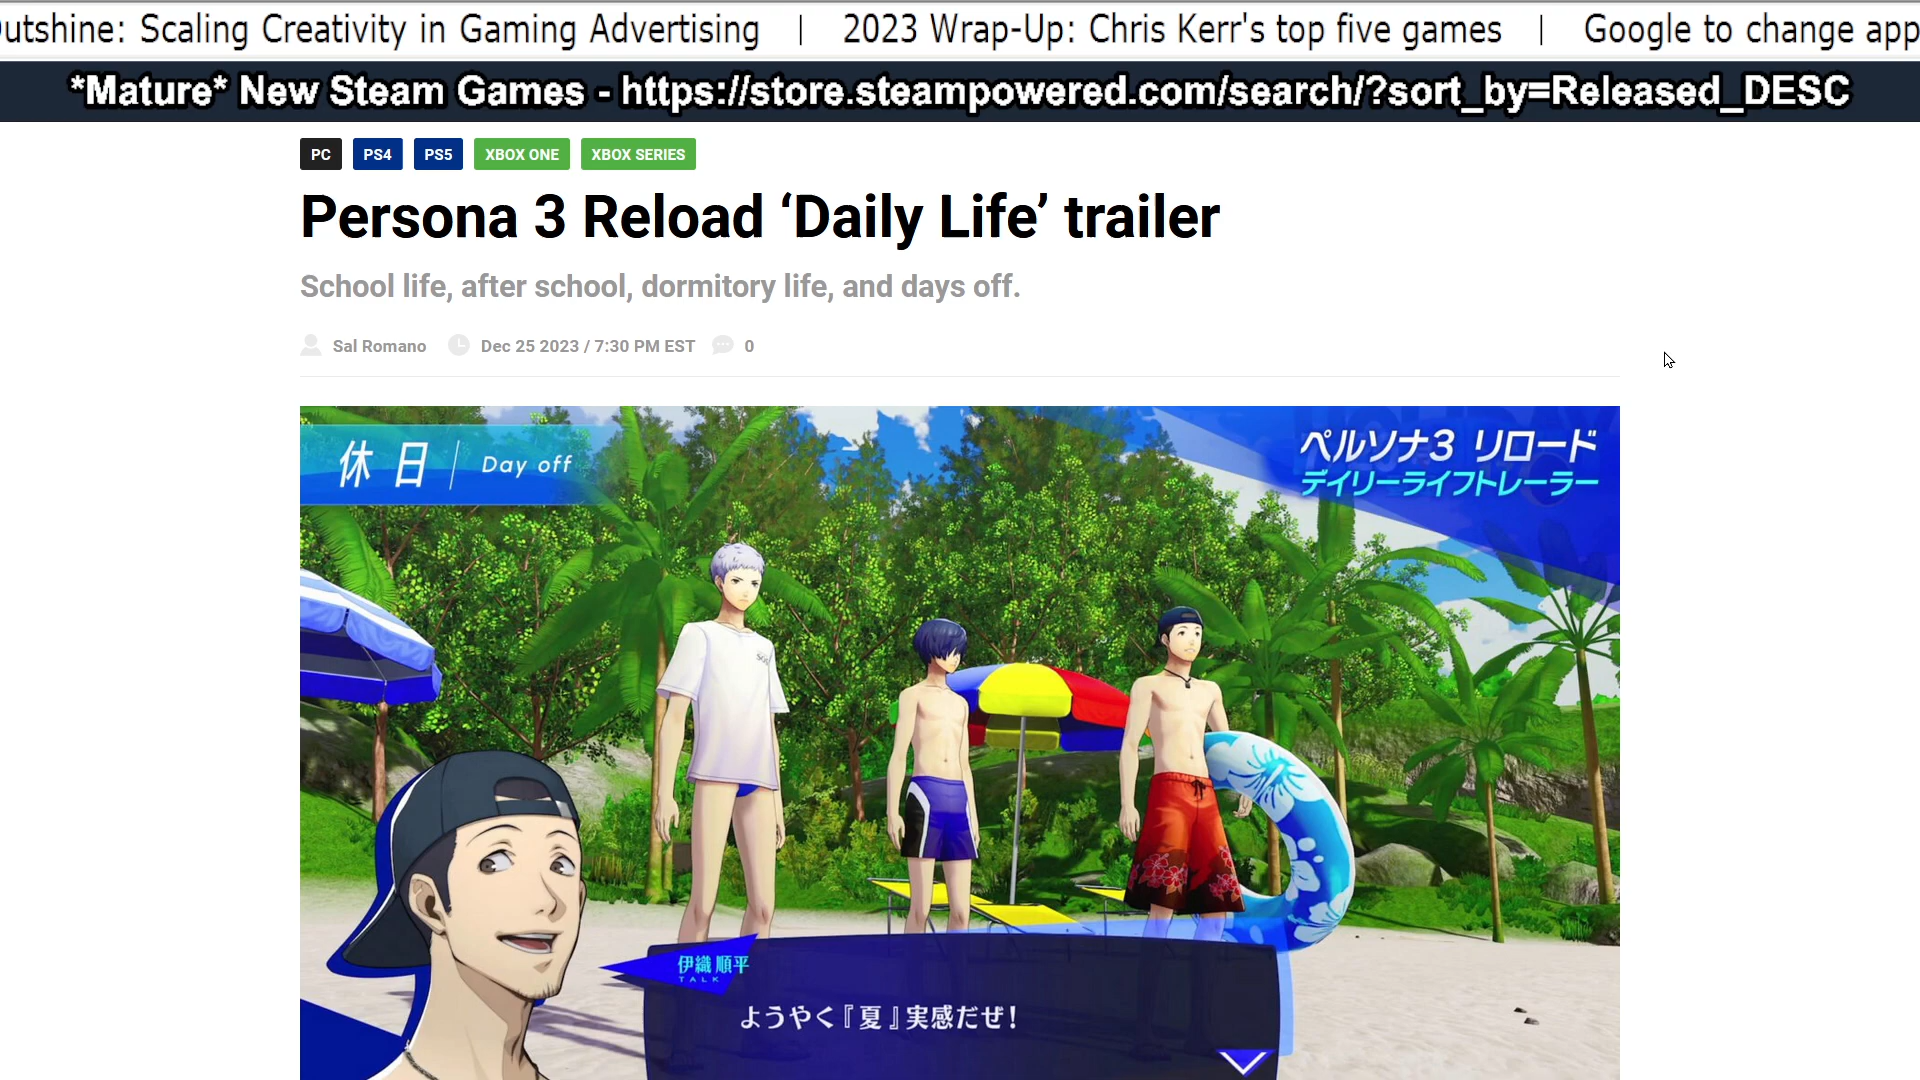 utshine: Scaling Creativity in Gaming Advertising | 2023 Wrap-Up: Chris Kerr's top five games | Google to change app
*Mature* New Steam Games - https://store.steampowered.com/search/?sort_by=Released_DESC
PC PS4 PS5 XBOX ONE XBOX SERIES
Persona 3 Reload ‘Daily Life’ trailer
School life, after school, dormitory life, and days off.
Sal Romano Dec 25 2023 / 7:30 PM EST 0
休日 Day off
ペルソナ3 リロード
デイリーライフトレーラー
伊織 順平
TALK
ようやく『夏』実感だぜ！